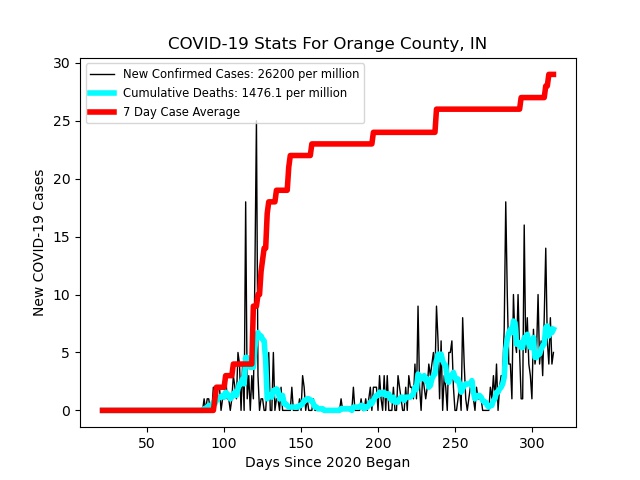 COVID-19 Stats For Orange County, IN
New Confirmed Cases: 26200 per million
Cumulative Deaths: 1476.1 per million
7 Day Case Average
New COVID-19 Cases
30
25
20
15
10
5
0
50 100 150 200 250 300
Days Since 2020 Began